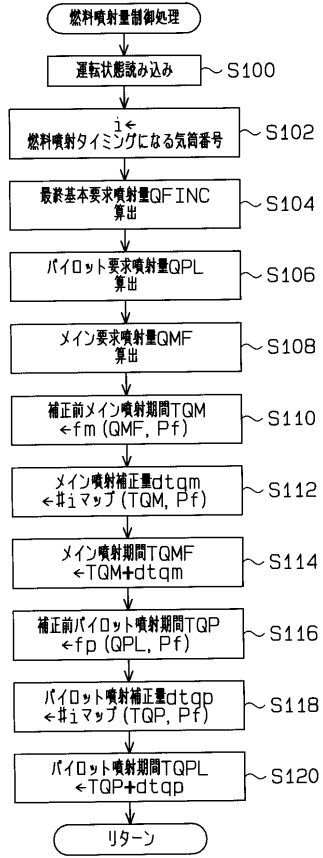 燃料噴射量制御処理
運転状態読み込み
S100
i←
燃料噴射タイミングになる気筒番号
S102
最終基本要求噴射量QFINC
算出
S104
パイロット要求噴射量QPL
算出
S106
メイン要求噴射量QMF
算出
S108
補正前メイン噴射期間TQM
←fm(QMF, Pf)
S110
メイン噴射補正量dtqm
←#iマップ(TQM, Pf)
S112
メイン噴射期間TQMF
←TQM+dtqm
S114
補正前パイロット噴射期間TQP
←fp(QPL, Pf)
S116
パイロット噴射補正量dtqp
←#iマップ(TQP, Pf)
S118
パイロット噴射期間TQPL
←TQP+dtqp
S120
リターン